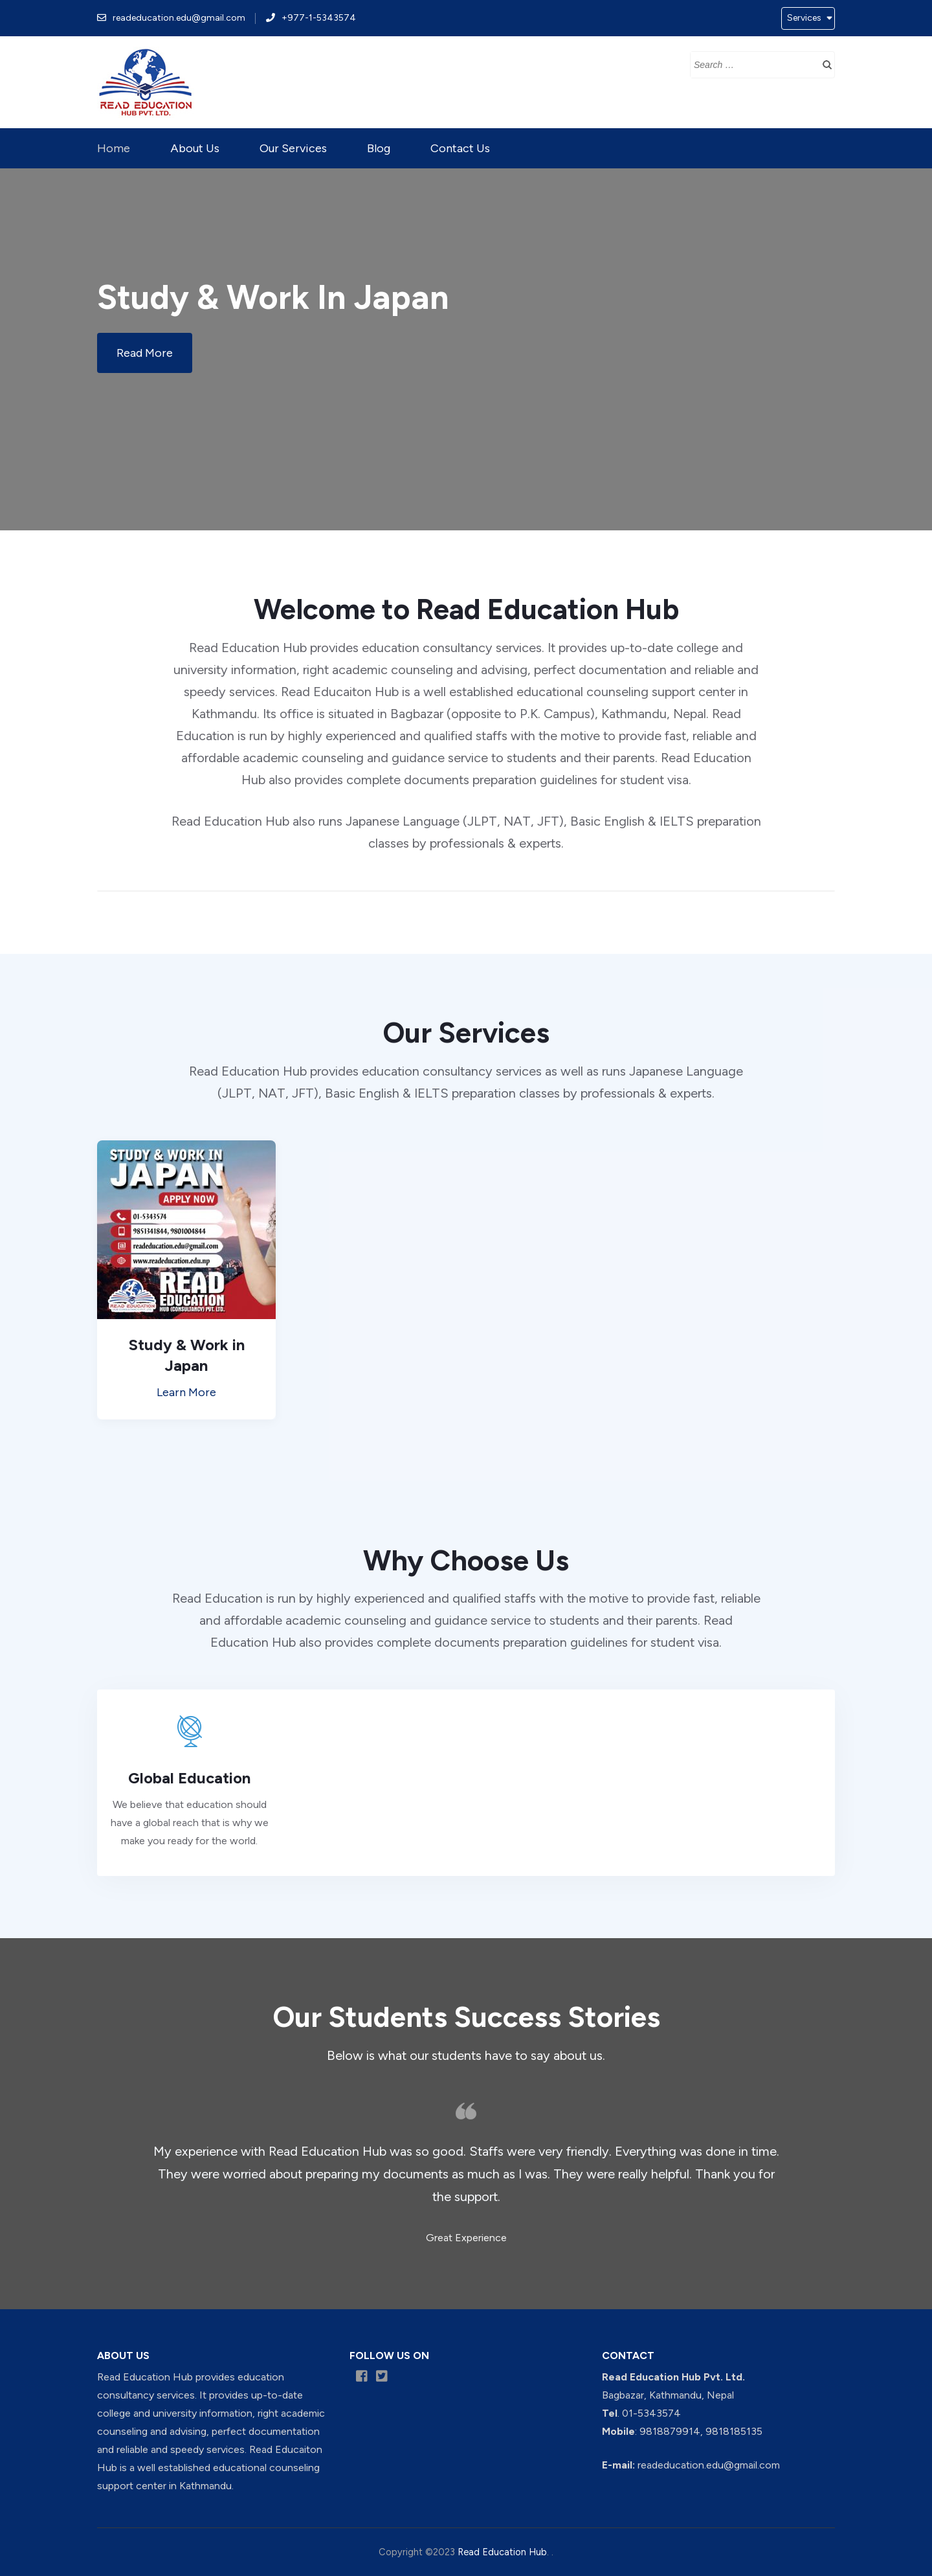 readeducation.edu@gmail.com
+977-1-5343574
Services
READ EDUCATION
HUB PVT. LTD.
Search …
Home
About Us
Our Services
Blog
Contact Us
Study & Work In Japan
Read More
Welcome to Read Education Hub
Read Education Hub provides education consultancy services. It provides up-to-date college and
university information, right academic counseling and advising, perfect documentation and reliable and
speedy services. Read Educaiton Hub is a well established educational counseling support center in
Kathmandu. Its office is situated in Bagbazar (opposite to P.K. Campus), Kathmandu, Nepal. Read
Education is run by highly experienced and qualified staffs with the motive to provide fast, reliable and
affordable academic counseling and guidance service to students and their parents. Read Education
Hub also provides complete documents preparation guidelines for student visa.
Read Education Hub also runs Japanese Language (JLPT, NAT, JFT), Basic English & IELTS preparation
classes by professionals & experts.
Our Services
Read Education Hub provides education consultancy services as well as runs Japanese Language
(JLPT, NAT, JFT), Basic English & IELTS preparation classes by professionals & experts.
STUDY & WORK IN
JAPAN
APPLY NOW
01-5343574
9851341844, 9801004844
readeducation.edu@gmail.com
www.readeducation.edu.np
READ EDUCATION
READ
EDUCATION
HUB (CONSULTANCY) PVT. LTD.
Study & Work in
Japan
Learn More
Why Choose Us
Read Education is run by highly experienced and qualified staffs with the motive to provide fast, reliable
and affordable academic counseling and guidance service to students and their parents. Read
Education Hub also provides complete documents preparation guidelines for student visa.
Global Education
We believe that education should
have a global reach that is why we
make you ready for the world.
Our Students Success Stories
Below is what our students have to say about us.
My experience with Read Education Hub was so good. Staffs were very friendly. Everything was done in time.
They were worried about preparing my documents as much as I was. They were really helpful. Thank you for
the support.
Great Experience
ABOUT US
Read Education Hub provides education
consultancy services. It provides up-to-date
college and university information, right academic
counseling and advising, perfect documentation
and reliable and speedy services. Read Educaiton
Hub is a well established educational counseling
support center in Kathmandu.
FOLLOW US ON
CONTACT
Read Education Hub Pvt. Ltd.
Bagbazar, Kathmandu, Nepal
Tel. 01-5343574
Mobile: 9818879914, 9818185135
E-mail: readeducation.edu@gmail.com
Copyright ©2023 Read Education Hub. .